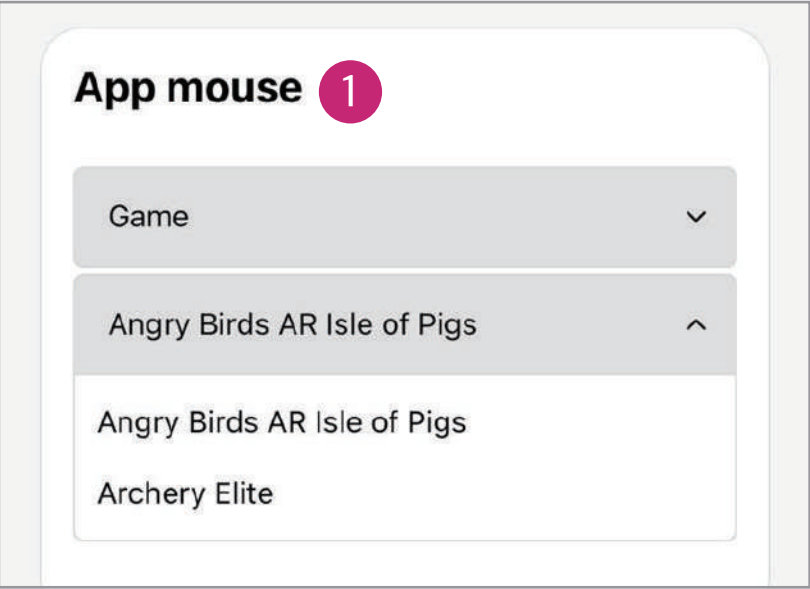 App mouse 1
Game
Angry Birds AR Isle of Pigs
Angry Birds AR Isle of Pigs
Archery Elite